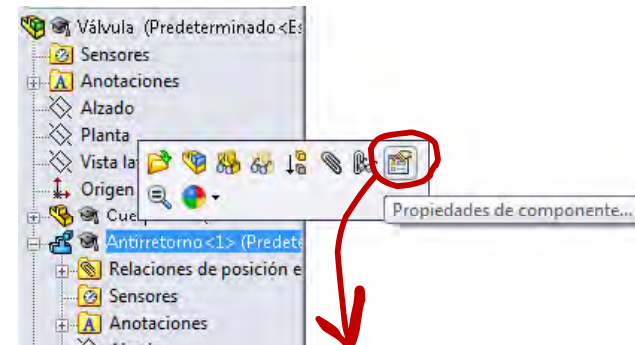 Válvula (Predeterminado<Es
Sensores
A Anotaciones
Alzado
Planta
Vista la
Origen
Propiedades de componente...
Antirretorno<1> (Predete
Relaciones de posición e
Sensores
A Anotaciones